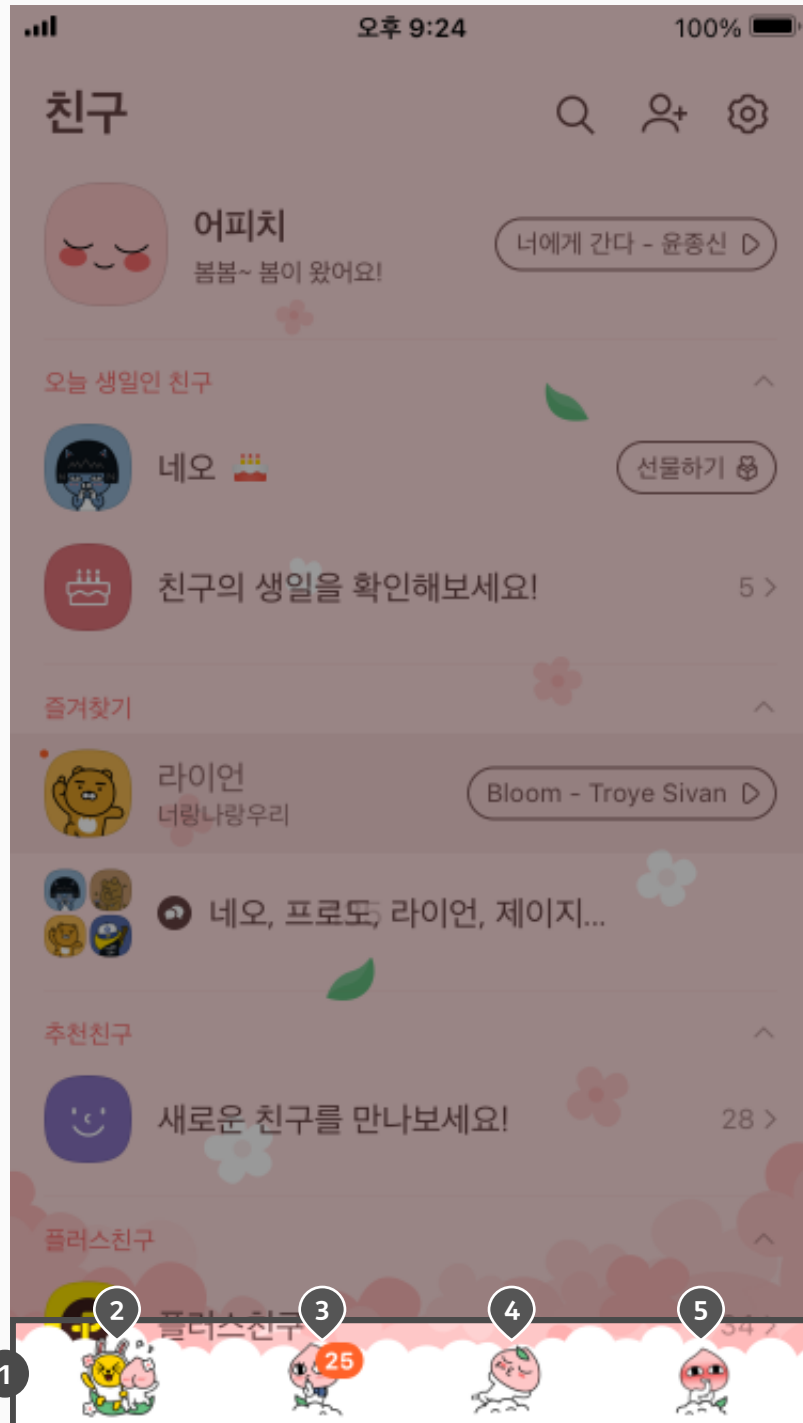 오후 9:24 100%
친구
어피치
너에게 간다 - 윤종신
봄봄~ 봄이 왔어요!
오늘 생일인 친구
네오
선물하기
친구의 생일을 확인해보세요!
5
즐겨찾기
라이언
Bloom - Troye Sivan
너랑나랑우리
네오, 프로도, 라이언, 제이지...
추천친구
새로운 친구를 만나보세요!
28
플러스친구
플러스친구
34
2 3 4 5
25
1